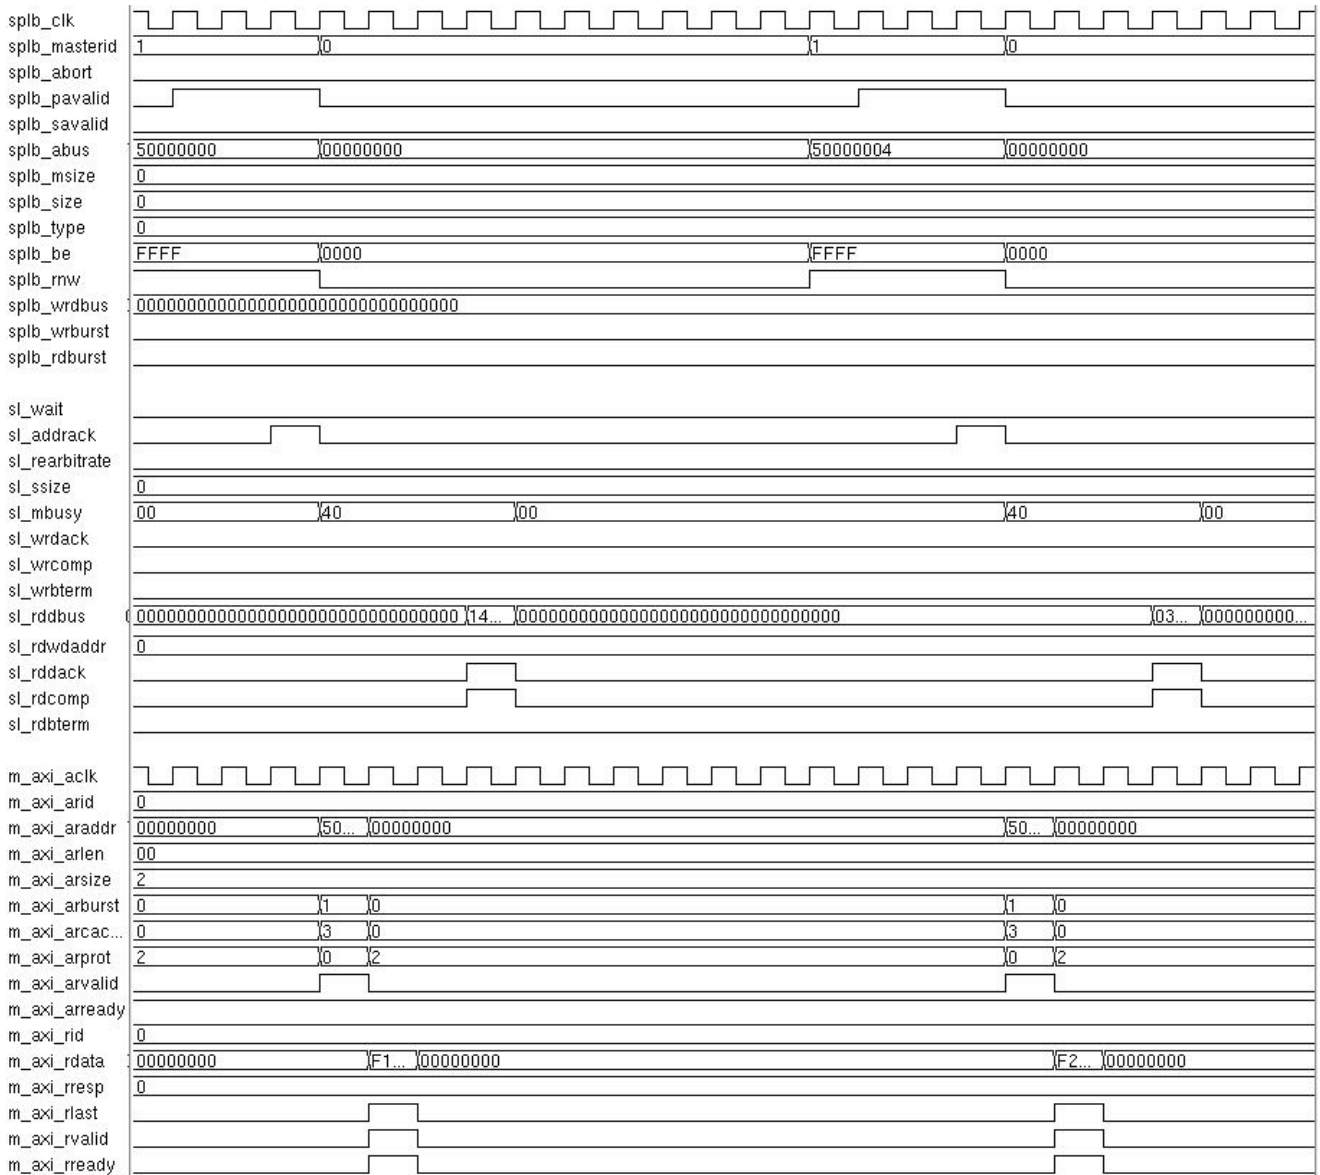 splb_clk
splb_masterid 1 0 1 0
splb_abort
splb_pavalid
splb_savalid
splb_abus 50000000 00000000 50000004 00000000
splb_msize 0
splb_size 0
splb_type 0
splb_be FFFF 0000 FFFF 0000
splb_rnw
splb_wrdbus 00000000000000000000000000000000
splb_wrburst
splb_rdburst
sl_wait
sl_addrack
sl_rearbitrate
sl_ssize 0
sl_mbusy 00 40 00 40 00
sl_wrdack
sl_wrcomp
sl_wrbterm
sl_rddbus 00000000000000000000000000000000 14... 00000000000000000000000000000000 03... 000000000...
sl_rdwdaddr 0
sl_rddack
sl_rdcomp
sl_rdbterm
m_axi_aclk
m_axi_arid 0
m_axi_araddr 00000000 50... 00000000 50... 00000000
m_axi_arlen 00
m_axi_arsize 2
m_axi_arburst 0 1 0 1 0
m_axi_arcac... 0 3 0 3 0
m_axi_arprot 2 0 2 0 2
m_axi_arvalid
m_axi_arready
m_axi_rid 0
m_axi_rdata 00000000 F1... 00000000 F2... 00000000
m_axi_rresp 0
m_axi_rlast
m_axi_rvalid
m_axi_rready